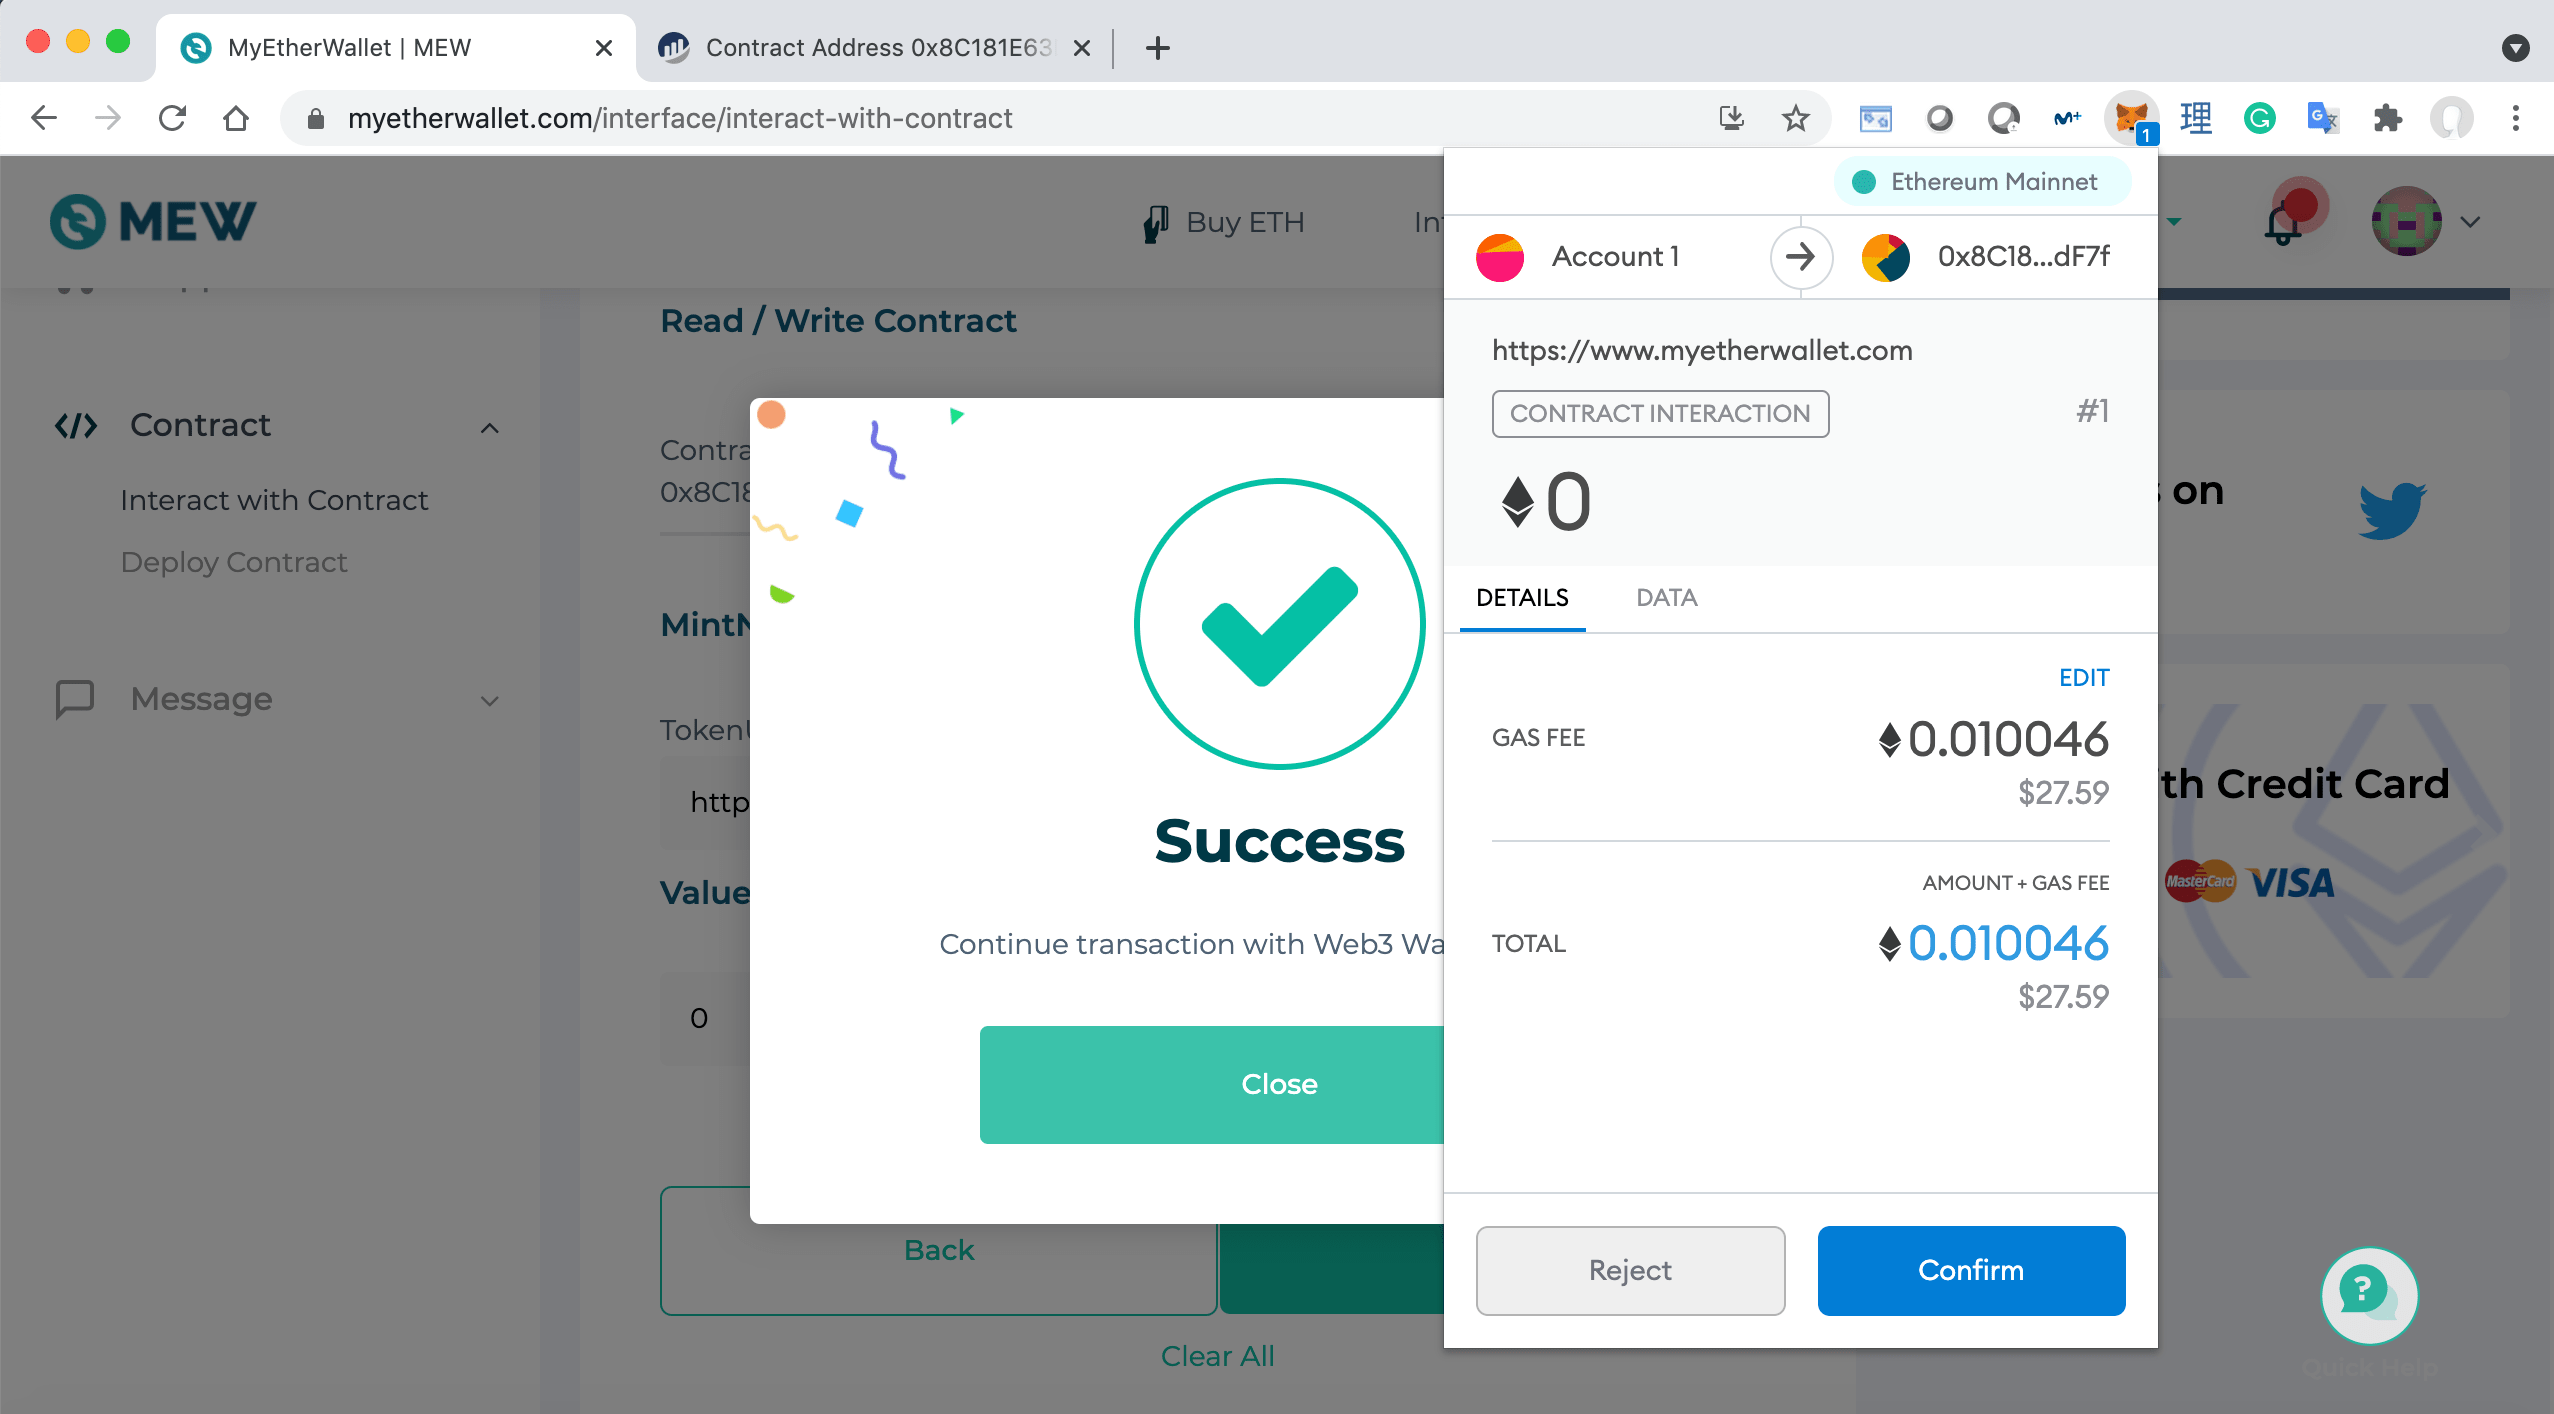 MyEtherWallet | MEW
Contract Address 0x8C181E63
myetherwallet.com/interface/interact-with-contract
1
理
G
MEW
Buy ETH
In
Ethereum Mainnet
Account 1
0x8C18...dF7f
https://www.myetherwallet.com
CONTRACT INTERACTION
#1
0
DETAILS
DATA
EDIT
GAS FEE
0.010046
$27.59
AMOUNT + GAS FEE
TOTAL
0.010046
$27.59
Reject
Confirm
Contract
Interact with Contract
Deploy Contract
Message
Read / Write Contract
Contra
0x8C18
MintN
Token
http
Value
0
Success
Continue transaction with Web3 Wa
Close
Back
Clear All
on
th Credit Card
MasterCard VISA
?
Quick Help